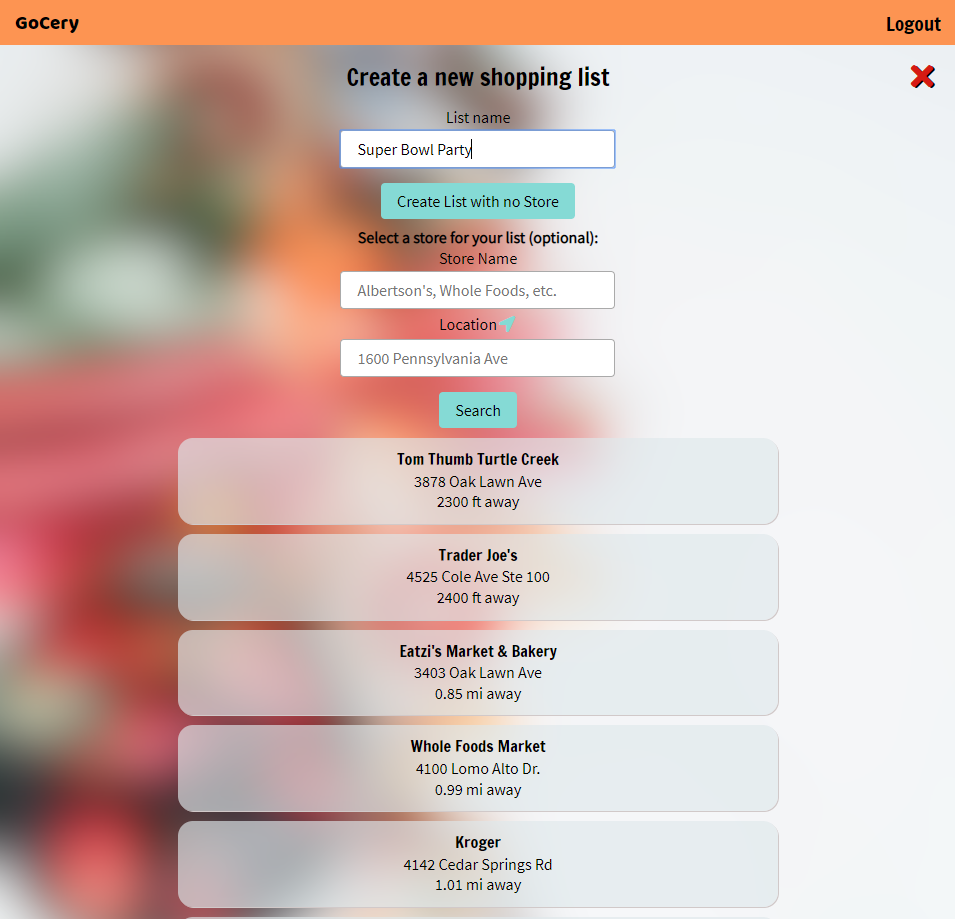 GoCery
Logout
Create a new shopping list
List name
Super Bowl Party
Create List with no Store
Select a store for your list (optional):
Store Name
Albertson's, Whole Foods, etc.
Location
1600 Pennsylvania Ave
Search
Tom Thumb Turtle Creek
3878 Oak Lawn Ave
2300 ft away
Trader Joe's
4525 Cole Ave Ste 100
2400 ft away
Eatzi's Market & Bakery
3403 Oak Lawn Ave
0.85 mi away
Whole Foods Market
4100 Lomo Alto Dr.
0.99 mi away
Kroger
4142 Cedar Springs Rd
1.01 mi away